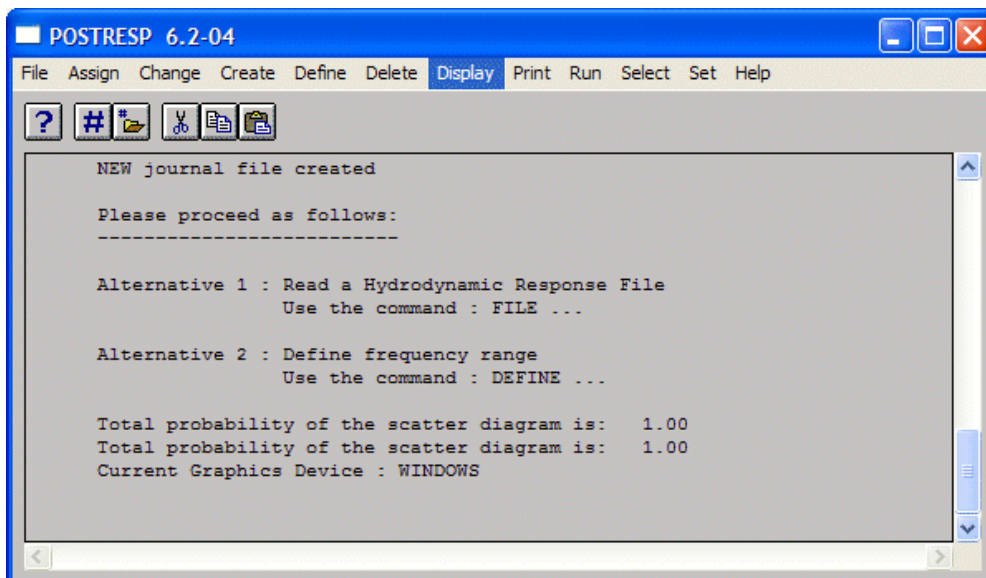 POSTRESP 6.2-04
File Assign Change Create Define Delete Display Print Run Select Set Help
? # #
NEW journal file created
Please proceed as follows:
--------------------------
Alternative 1 : Read a Hydrodynamic Response File
Use the command : FILE ...
Alternative 2 : Define frequency range
Use the command : DEFINE ...
Total probability of the scatter diagram is: 1.00
Total probability of the scatter diagram is: 1.00
Current Graphics Device : WINDOWS